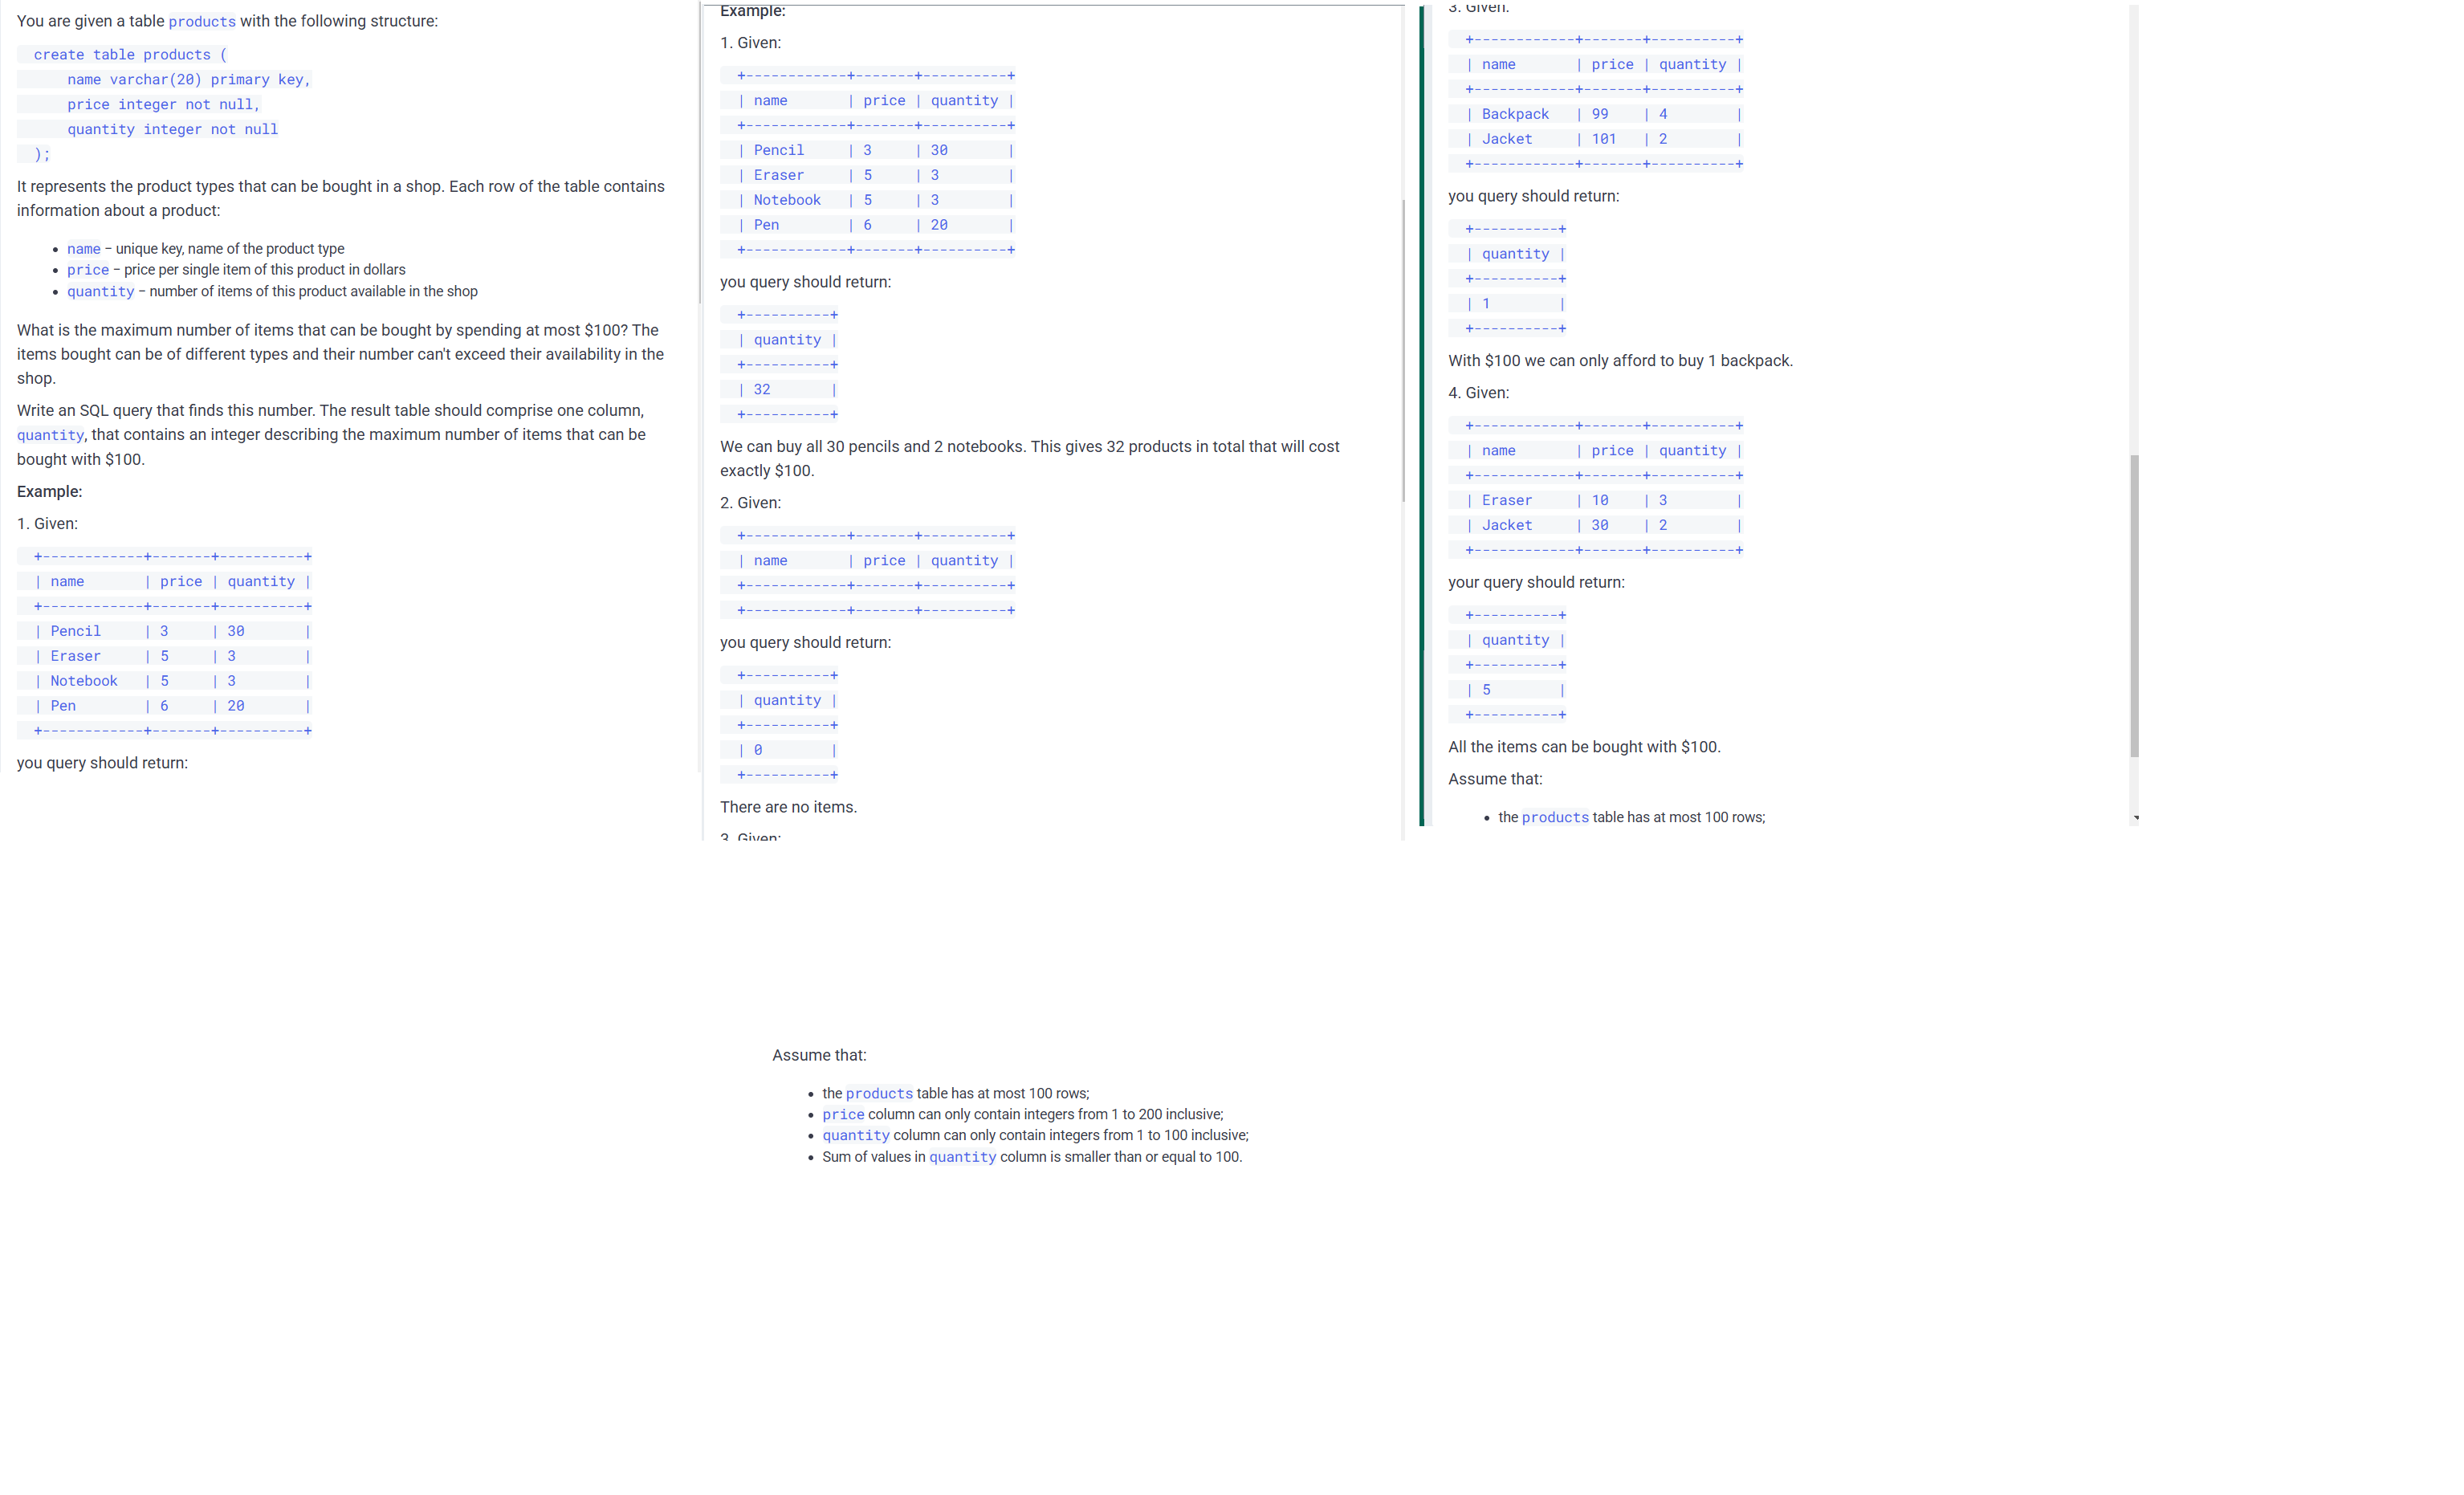 You are given a table products with the following structure:
create table products (
name varchar(20) primary key,
price integer not null,
quantity integer not null
);
It represents the product types that can be bought in a shop. Each row of the table contains
information about a product:
• name – unique key, name of the product type
• price – price per single item of this product in dollars
• quantity – number of items of this product available in the shop
What is the maximum number of items that can be bought by spending at most $100? The
items bought can be of different types and their number can't exceed their availability in the
shop.
Write an SQL query that finds this number. The result table should comprise one column,
quantity, that contains an integer describing the maximum number of items that can be
bought with $100.
Example:
1. Given:
+------------+-------+----------+
| name       | price | quantity |
+------------+-------+----------+
| Pencil     | 3     | 30       |
| Eraser     | 5     | 3        |
| Notebook   | 5     | 3        |
| Pen        | 6     | 20       |
+------------+-------+----------+
you query should return:
Example:
1. Given:
+------------+-------+----------+
| name       | price | quantity |
+------------+-------+----------+
| Pencil     | 3     | 30       |
| Eraser     | 5     | 3        |
| Notebook   | 5     | 3        |
| Pen        | 6     | 20       |
+------------+-------+----------+
you query should return:
+----------+
| quantity |
+----------+
| 32       |
+----------+
We can buy all 30 pencils and 2 notebooks. This gives 32 products in total that will cost
exactly $100.
2. Given:
+------------+-------+----------+
| name       | price | quantity |
+------------+-------+----------+
+------------+-------+----------+
you query should return:
+----------+
| quantity |
+----------+
| 0        |
+----------+
There are no items.
3. Given:
3. Given:
+------------+-------+----------+
| name       | price | quantity |
+------------+-------+----------+
| Backpack   | 99    | 4        |
| Jacket     | 101   | 2        |
+------------+-------+----------+
you query should return:
+----------+
| quantity |
+----------+
| 1        |
+----------+
With $100 we can only afford to buy 1 backpack.
4. Given:
+------------+-------+----------+
| name       | price | quantity |
+------------+-------+----------+
| Eraser     | 10    | 3        |
| Jacket     | 30    | 2        |
+------------+-------+----------+
your query should return:
+----------+
| quantity |
+----------+
| 5        |
+----------+
All the items can be bought with $100.
Assume that:
• the products table has at most 100 rows;
Assume that:
• the products table has at most 100 rows;
• price column can only contain integers from 1 to 200 inclusive;
• quantity column can only contain integers from 1 to 100 inclusive;
• Sum of values in quantity column is smaller than or equal to 100.